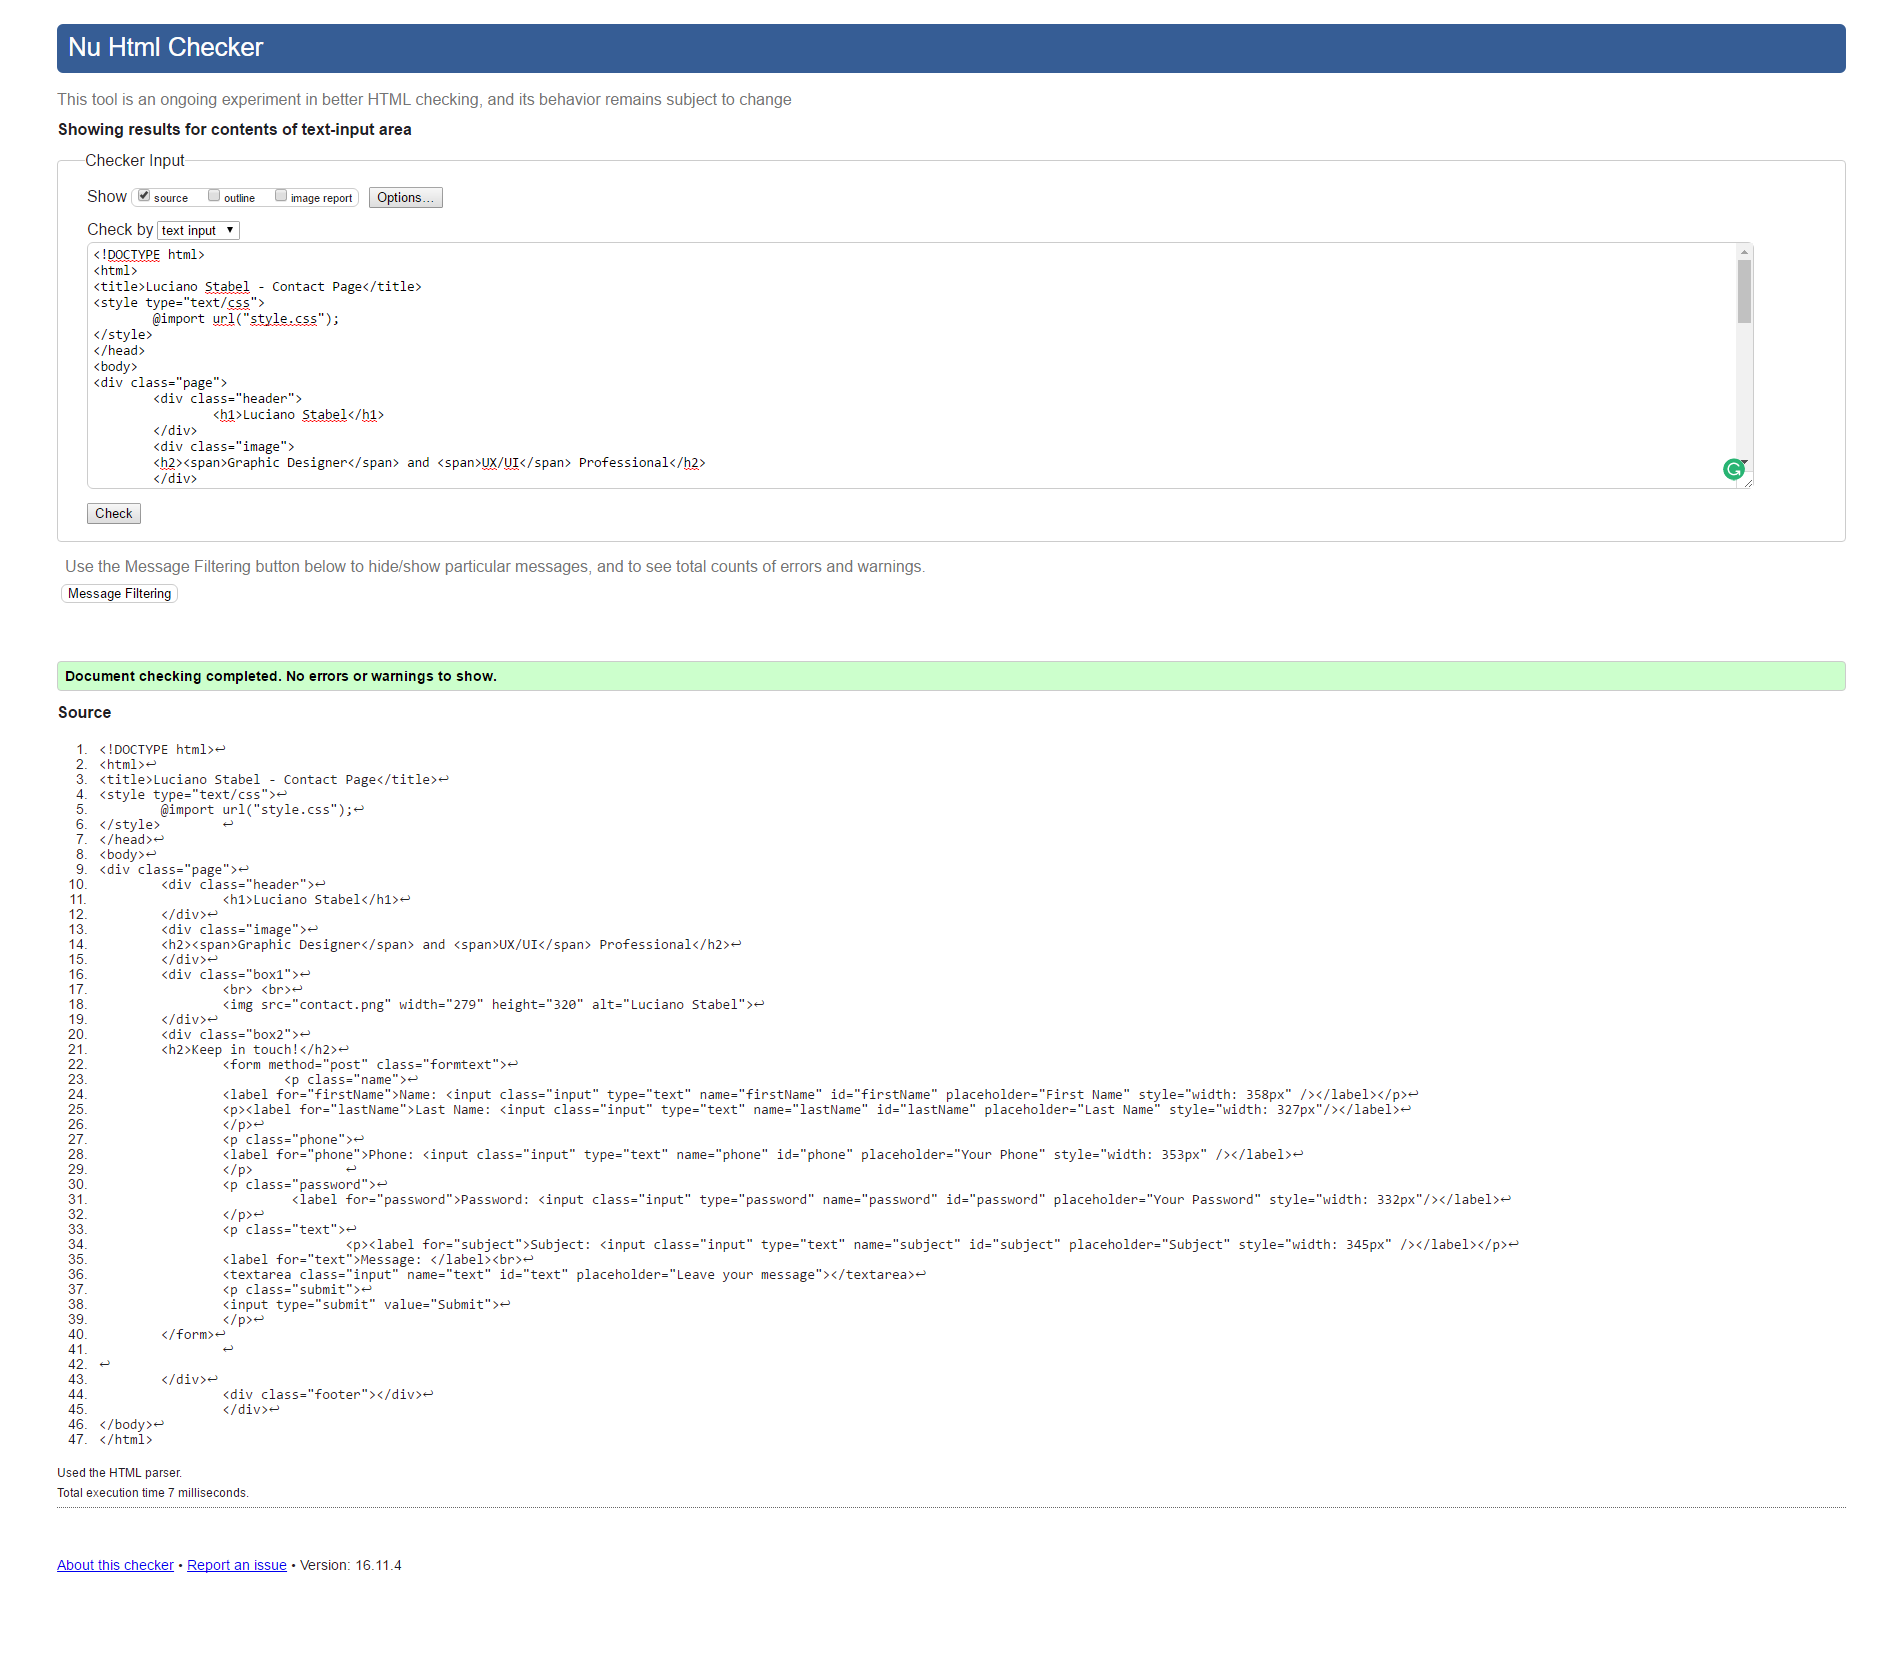 Nu Html Checker
This tool is an ongoing experiment in better HTML checking, and its behavior remains subject to change
Showing results for contents of text-input area
Checker Input
Show source outline image report Options...
Check by text input
<!DOCTYPE html>
<html>
<title>Luciano Stabel - Contact Page</title>
<style type="text/css">
@import url("style.css");
</style>
</head>
<body>
<div class="page">
<div class="header">
<h1>Luciano Stabel</h1>
</div>
<div class="image">
<h2><span>Graphic Designer</span> and <span>UX/UI</span> Professional</h2>
</div>
Check
Use the Message Filtering button below to hide/show particular messages, and to see total counts of errors and warnings.
Message Filtering
Document checking completed. No errors or warnings to show.
Source
1. <!DOCTYPE html>↩
2. <html>↩
3. <title>Luciano Stabel - Contact Page</title>↩
4. <style type="text/css">↩
5. @import url("style.css");↩
6. </style> ↩
7. </head>↩
8. <body>↩
9. <div class="page">↩
10. <div class="header">↩
11. <h1>Luciano Stabel</h1>↩
12. </div>↩
13. <div class="image">↩
14. <h2><span>Graphic Designer</span> and <span>UX/UI</span> Professional</h2>↩
15. </div>↩
16. <div class="box1">↩
17. <br> <br>↩
18. <img src="contact.png" width="279" height="320" alt="Luciano Stabel">↩
19. </div>↩
20. <div class="box2">↩
21. <h2>Keep in touch!</h2>↩
22. <form method="post" class="formtext">↩
23. <p class="name">↩
24. <label for="firstName">Name: <input class="input" type="text" name="firstName" id="firstName" placeholder="First Name" style="width: 358px" /></label></p>↩
25. <p><label for="lastName">Last Name: <input class="input" type="text" name="lastName" id="lastName" placeholder="Last Name" style="width: 327px"/></label>↩
26. </p>↩
27. <p class="phone">↩
28. <label for="phone">Phone: <input class="input" type="text" name="phone" id="phone" placeholder="Your Phone" style="width: 353px" /></label>↩
29. </p> ↩
30. <p class="password">↩
31. <label for="password">Password: <input class="input" type="password" name="password" id="password" placeholder="Your Password" style="width: 332px"/></label>↩
32. </p>↩
33. <p class="text">↩
34. <p><label for="subject">Subject: <input class="input" type="text" name="subject" id="subject" placeholder="Subject" style="width: 345px" /></label></p>↩
35. <label for="text">Message: </label><br>↩
36. <textarea class="input" name="text" id="text" placeholder="Leave your message"></textarea>↩
37. <p class="submit">↩
38. <input type="submit" value="Submit">↩
39. </p>↩
40. </form>↩
41. ↩
42. ↩
43. </div>↩
44. <div class="footer"></div>↩
45. </div>↩
46. </body>↩
47. </html>
Used the HTML parser.
Total execution time 7 milliseconds.
About this checker • Report an issue • Version: 16.11.4